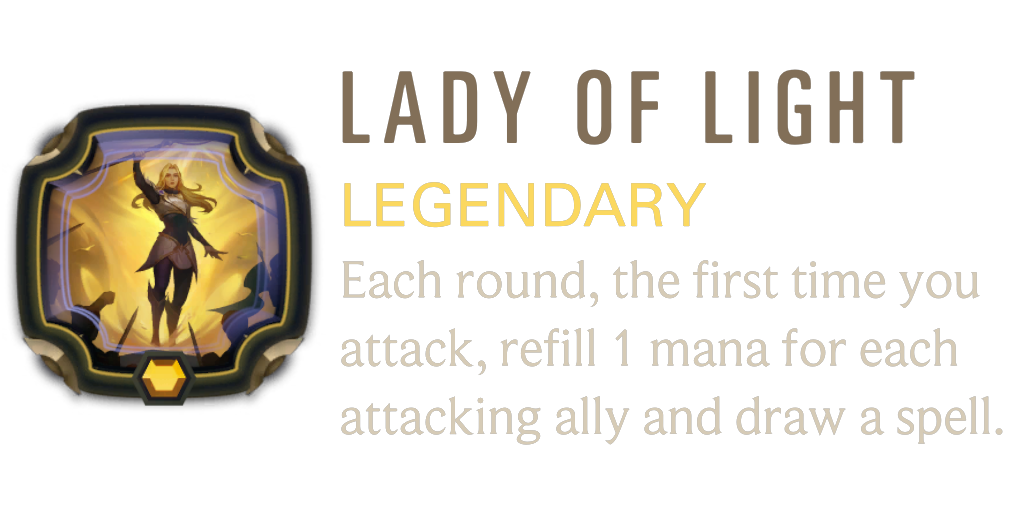 LADY OF LIGHT
LEGENDARY
Each round, the first time you
attack, refill 1 mana for each
attacking ally and draw a spell.